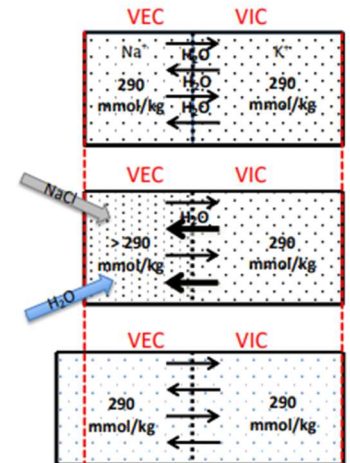 VEC VIC
Na⁺ H₂O K⁺
290 H₂O 290
mmol/kg H₂O mmol/kg
VEC VIC
NaCl
H₂O
> 290 290
mmol/kg mmol/kg
H₂O
VEC VIC
290 290
mmol/kg mmol/kg